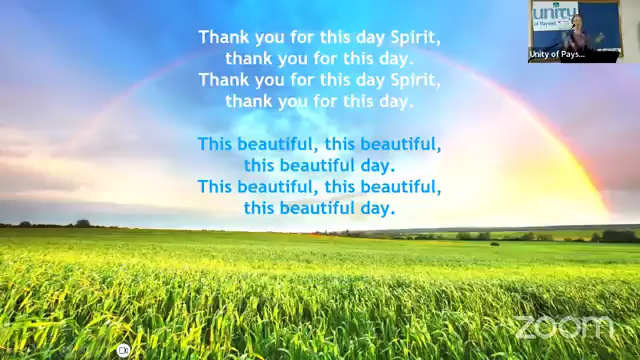 Thank you for this day Spirit,
thank you for this day.
Thank you for this day Spirit,
thank you for this day.
This beautiful, this beautiful,
this beautiful day.
This beautiful, this beautiful,
this beautiful day.
unity
Unity of Pays...
zoom